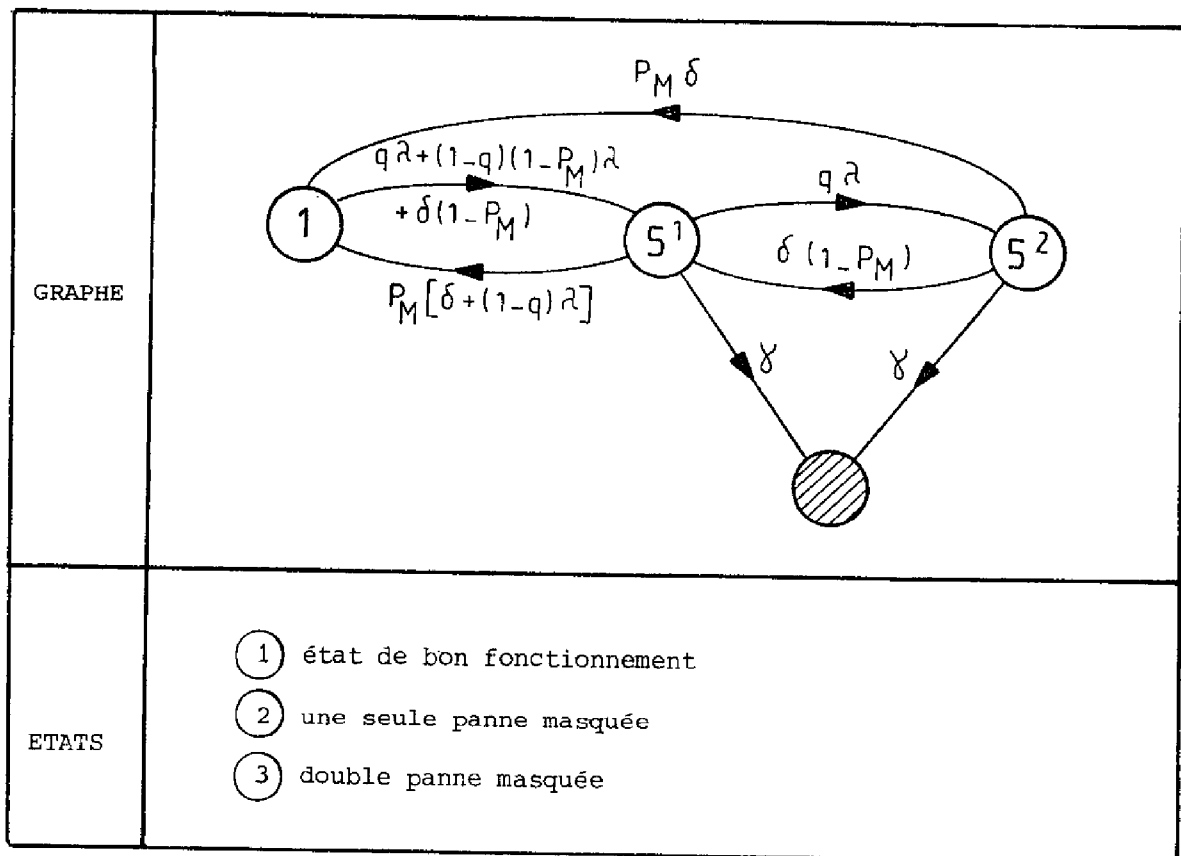 GRAPHE
P_M δ
qλ+(1-q)(1-P_M)λ
+δ(1-P_M)
qλ
1
S¹
S²
δ(1-P_M)
P_M[δ+(1-q)λ]
γ
γ
ETATS
1 état de bon fonctionnement
2 une seule panne masquée
3 double panne masquée